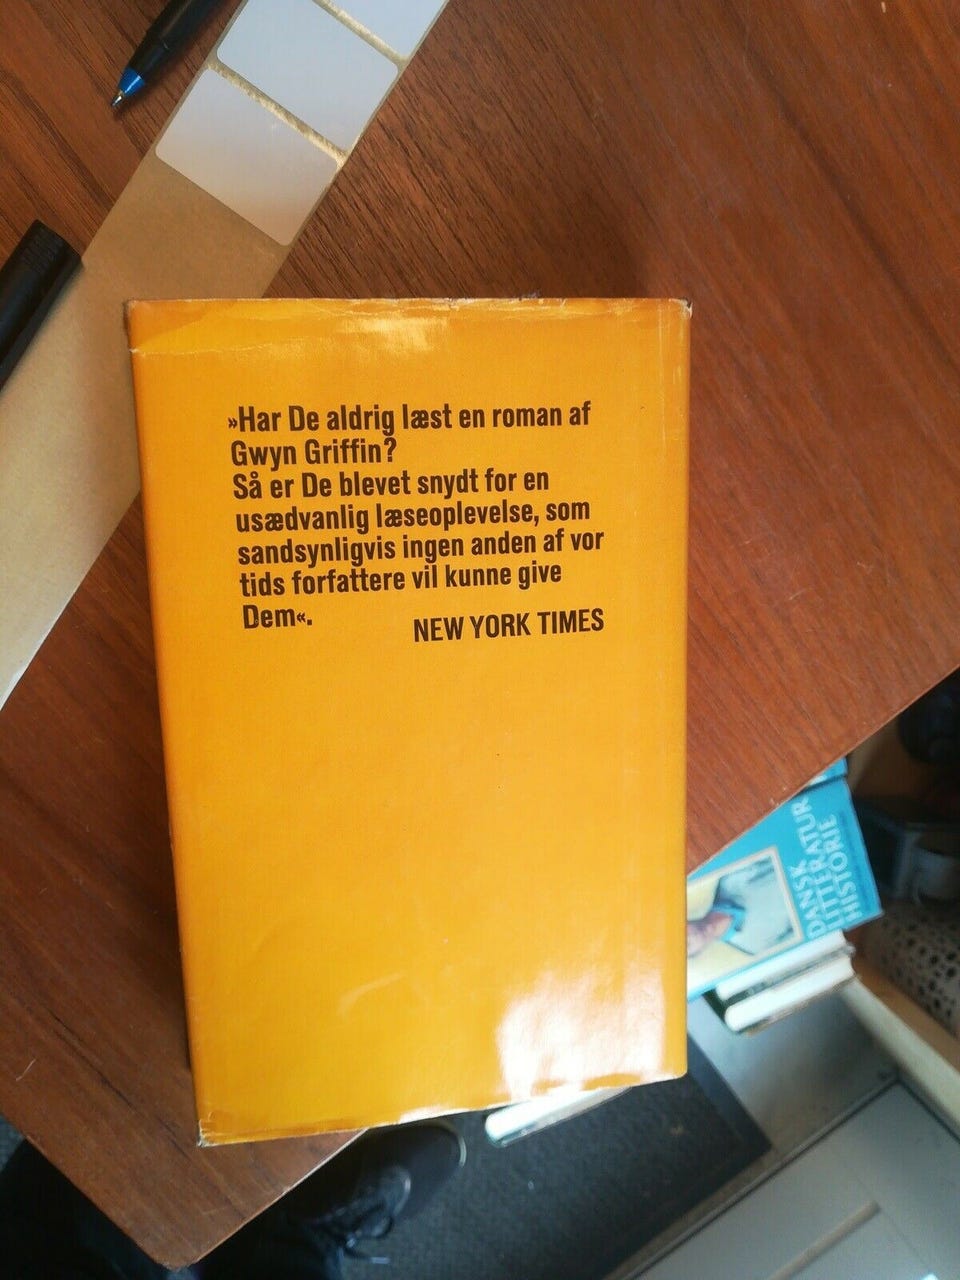 »Har De aldrig læst en roman af
Gwyn Griffin?
Så er De blevet snydt for en
usædvanlig læseoplevelse, som
sandsynligvis ingen anden af vor
tids forfattere vil kunne give
Dem«.
NEW YORK TIMES
DANSK
LITTERATUR
HISTORIE